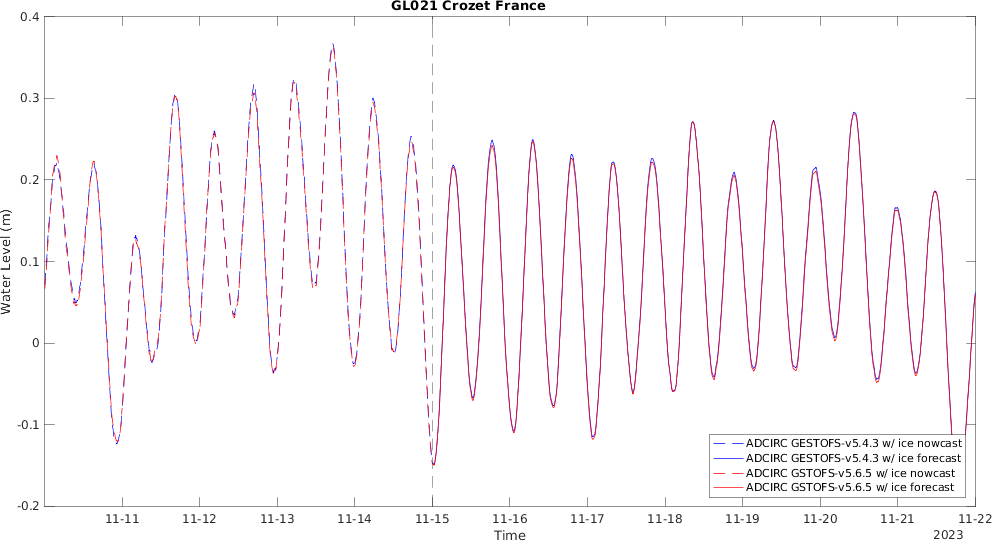 GL021 Crozet France
0.4
0.3
0.2
0.1
0
-0.1
-0.2
Water Level (m)
ADCIRC GESTOFS-v5.4.3 w/ ice nowcast
ADCIRC GESTOFS-v5.4.3 w/ ice forecast
ADCIRC GSTOFS-v5.6.5 w/ ice nowcast
ADCIRC GSTOFS-v5.6.5 w/ ice forecast
11-11 11-12 11-13 11-14 11-15 11-16 11-17 11-18 11-19 11-20 11-21 11-22
Time
2023